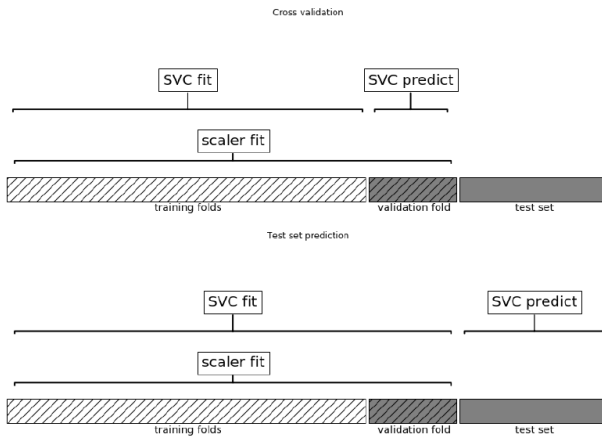 Cross validation
SVC fit SVC predict
scaler fit
training folds validation fold test set
Test set prediction
SVC fit SVC predict
scaler fit
training folds validation fold test set